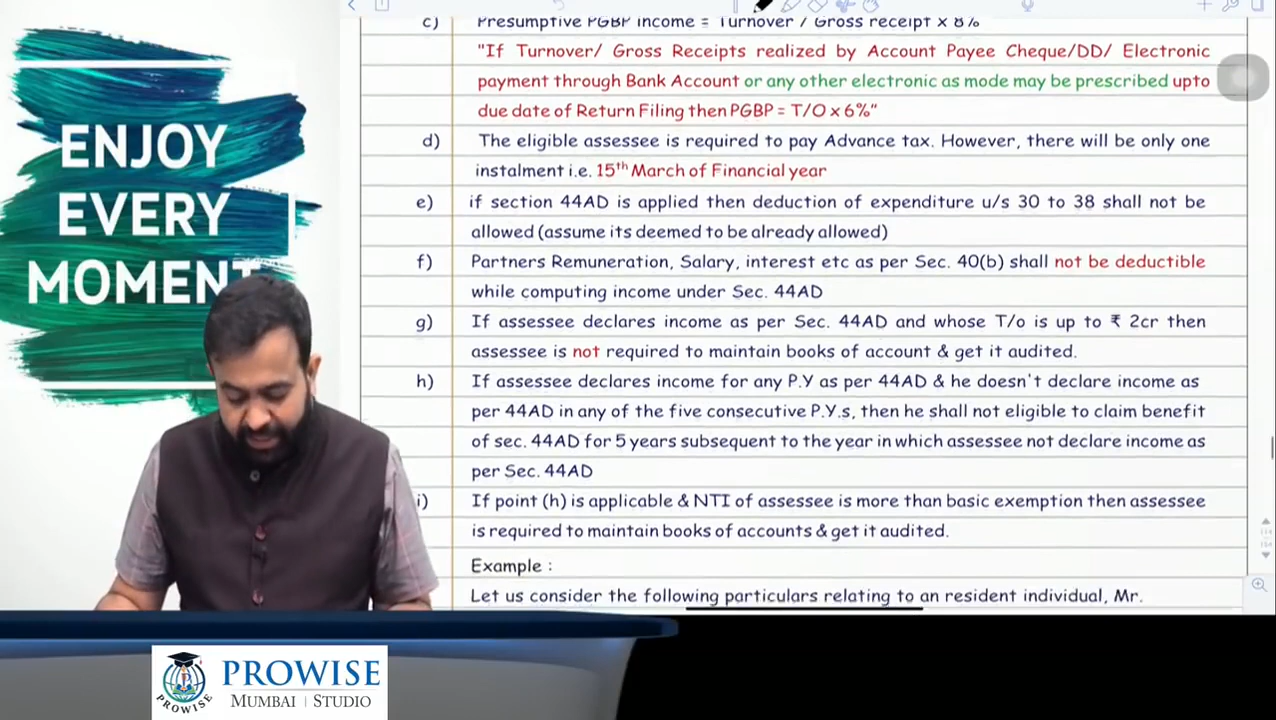 ENJOY
EVERY
MOMENT
c) Presumptive PGBP income = Turnover / Gross receipt x 8%
"If Turnover/ Gross Receipts realized by Account Payee Cheque/DD/ Electronic
payment through Bank Account or any other electronic as mode may be prescribed upto
due date of Return Filing then PGBP = T/O x 6%"
d) The eligible assessee is required to pay Advance tax. However, there will be only one
instalment i.e. 15th March of Financial year
e) if section 44AD is applied then deduction of expenditure u/s 30 to 38 shall not be
allowed (assume its deemed to be already allowed)
f) Partners Remuneration, Salary, interest etc as per Sec. 40(b) shall not be deductible
while computing income under Sec. 44AD
g) If assessee declares income as per Sec. 44AD and whose T/o is up to ₹ 2cr then
assessee is not required to maintain books of account & get it audited.
h) If assessee declares income for any P.Y as per 44AD & he doesn't declare income as
per 44AD in any of the five consecutive P.Y.s, then he shall not eligible to claim benefit
of sec. 44AD for 5 years subsequent to the year in which assessee not declare income as
per Sec. 44AD
i) If point (h) is applicable & NTI of assessee is more than basic exemption then assessee
is required to maintain books of accounts & get it audited.
Example :
Let us consider the following particulars relating to an resident individual, Mr.
PROWISE
PROWISE
MUMBAI | STUDIO